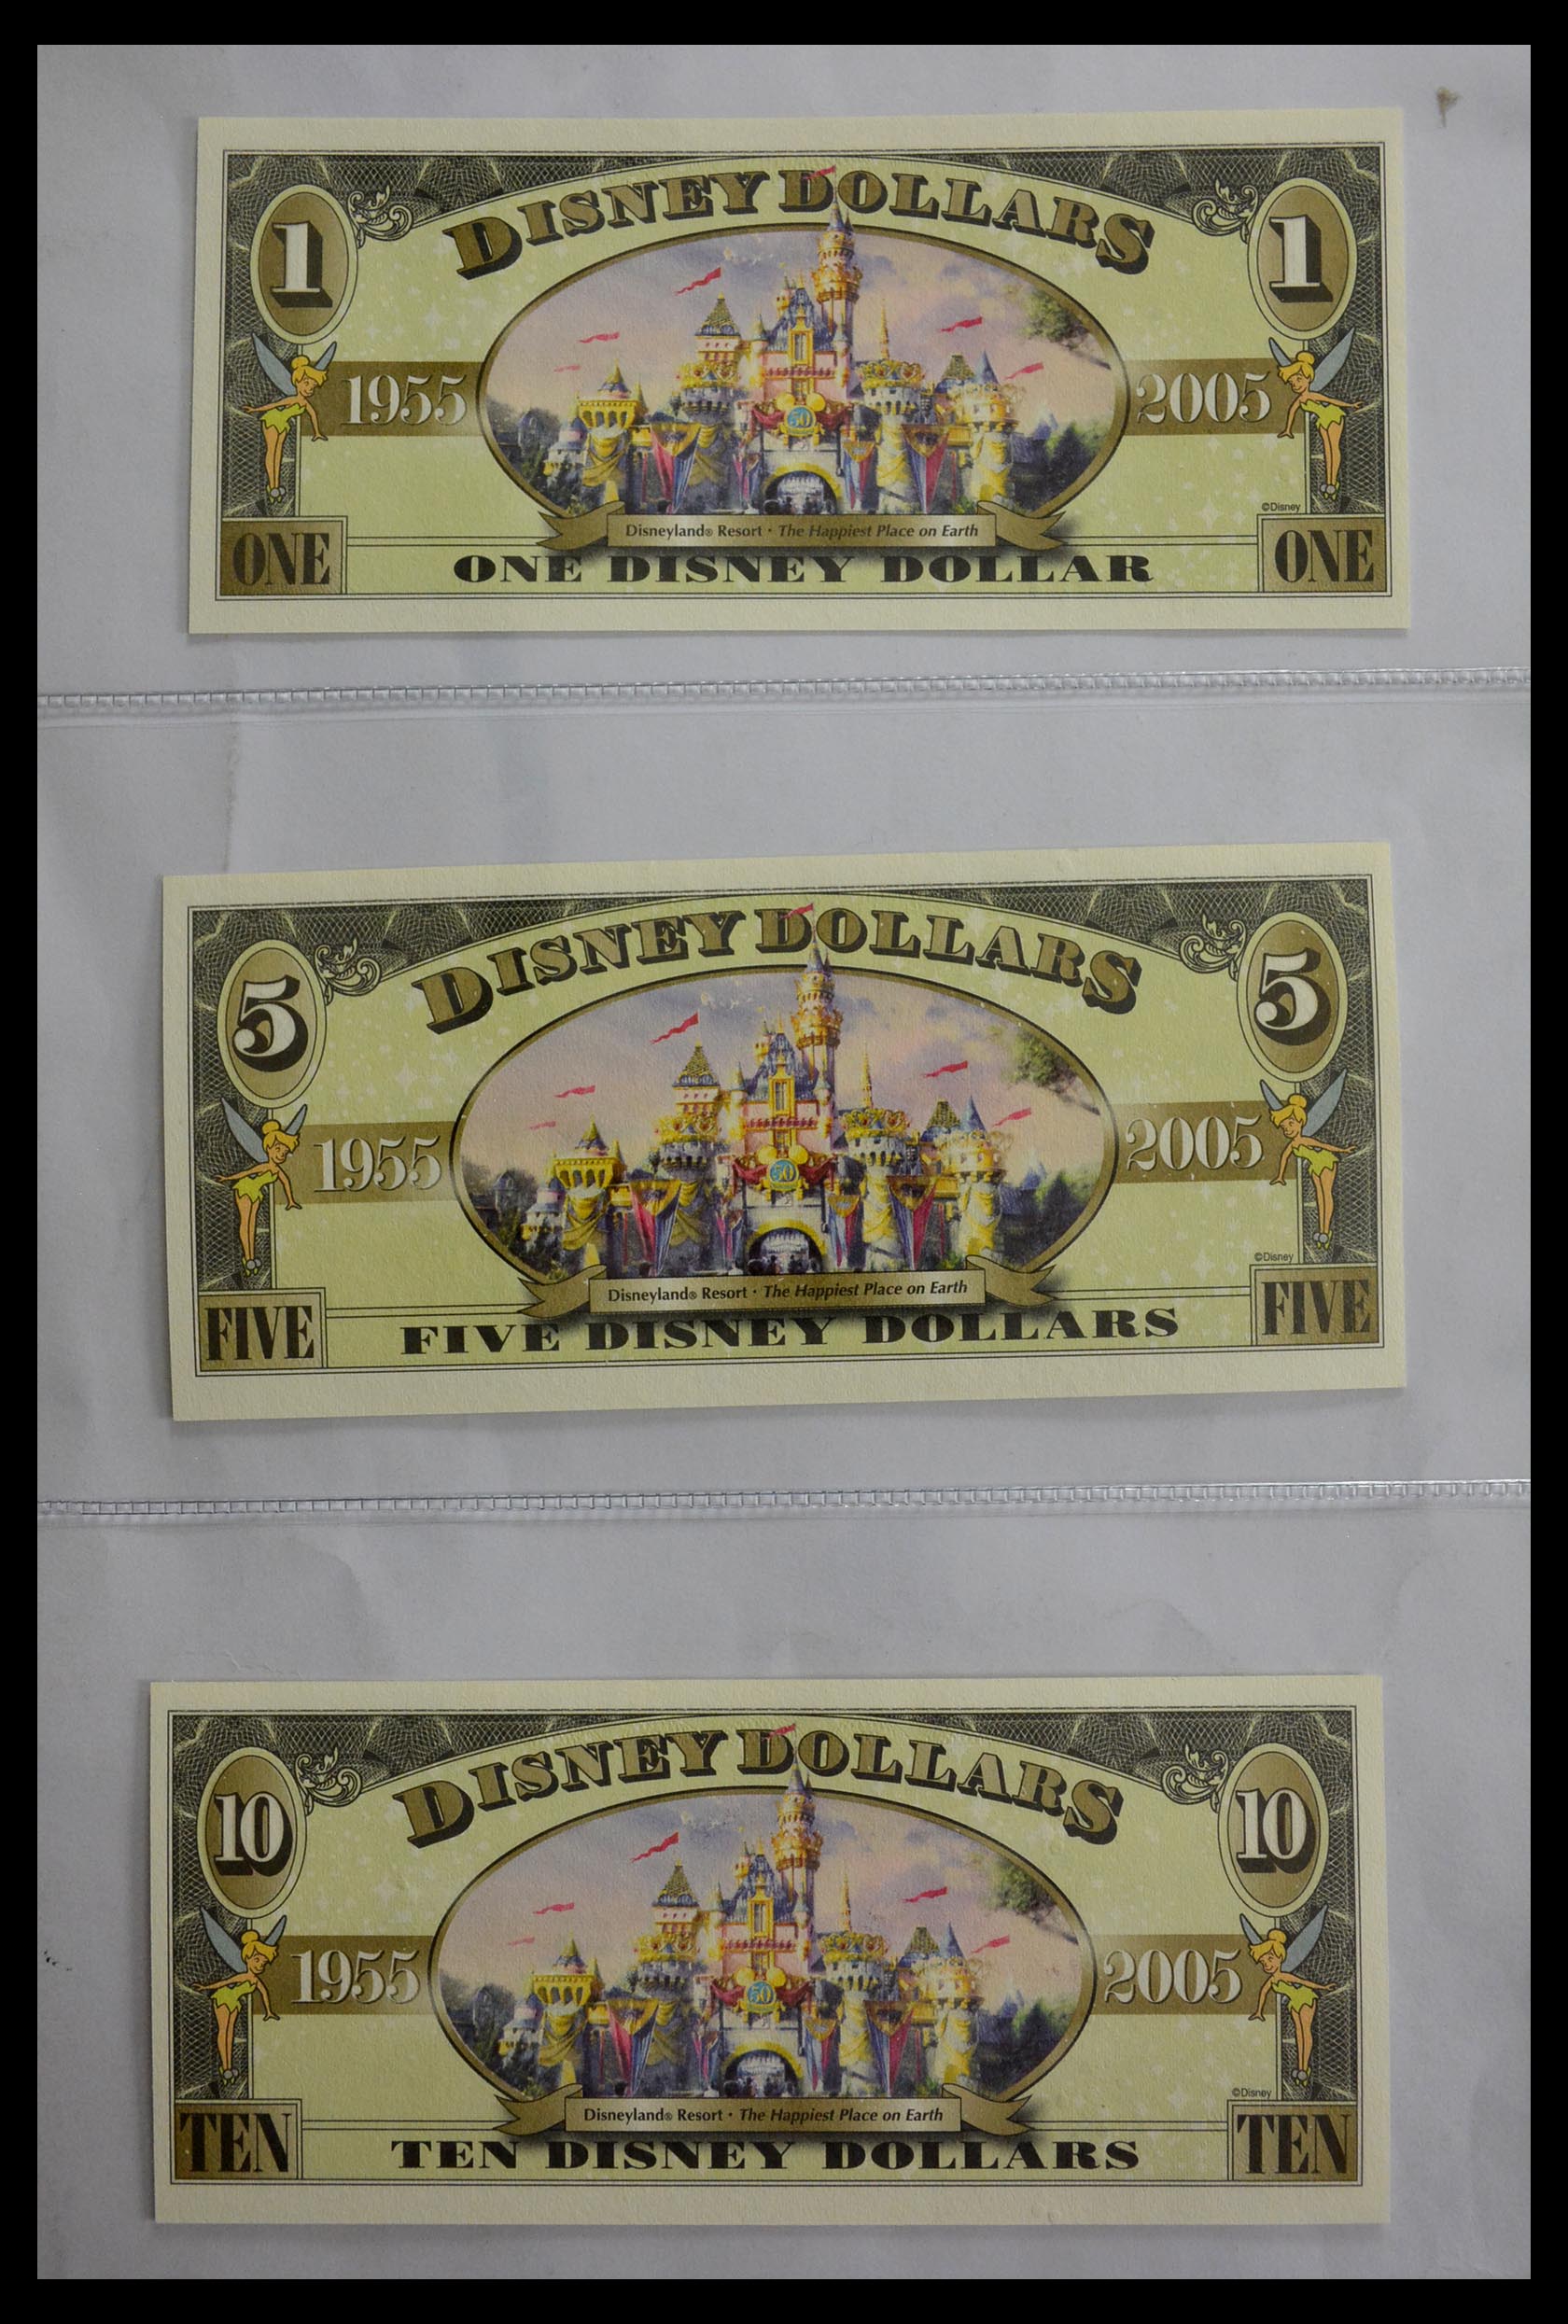 DISNEY DOLLARS
1 1
1955 2005
50
©Disney
Disneyland® Resort · The Happiest Place on Earth
ONE ONE
ONE DISNEY DOLLAR
DISNEY DOLLARS
5 5
1955 2005
50
©Disney
Disneyland® Resort · The Happiest Place on Earth
FIVE FIVE
FIVE DISNEY DOLLARS
DISNEY DOLLARS
10 10
1955 2005
50
©Disney
Disneyland® Resort · The Happiest Place on Earth
TEN TEN
TEN DISNEY DOLLARS